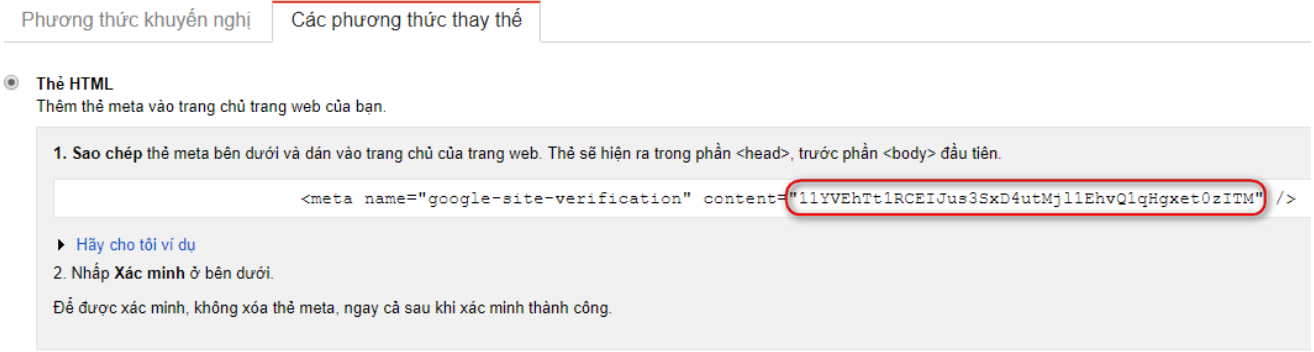 Phương thức khuyến nghị
Các phương thức thay thế
Thẻ HTML
Thêm thẻ meta vào trang chủ trang web của bạn.
1. Sao chép thẻ meta bên dưới và dán vào trang chủ của trang web. Thẻ sẽ hiện ra trong phần <head>, trước phần <body> đầu tiên.
<meta name="google-site-verification" content="11YVEhTt1RCEIJus3SxD4utMjl1EhvQ1qHgxet0zITM" />
Hãy cho tôi ví dụ
2. Nhấp Xác minh ở bên dưới.
Để được xác minh, không xóa thẻ meta, ngay cả sau khi xác minh thành công.